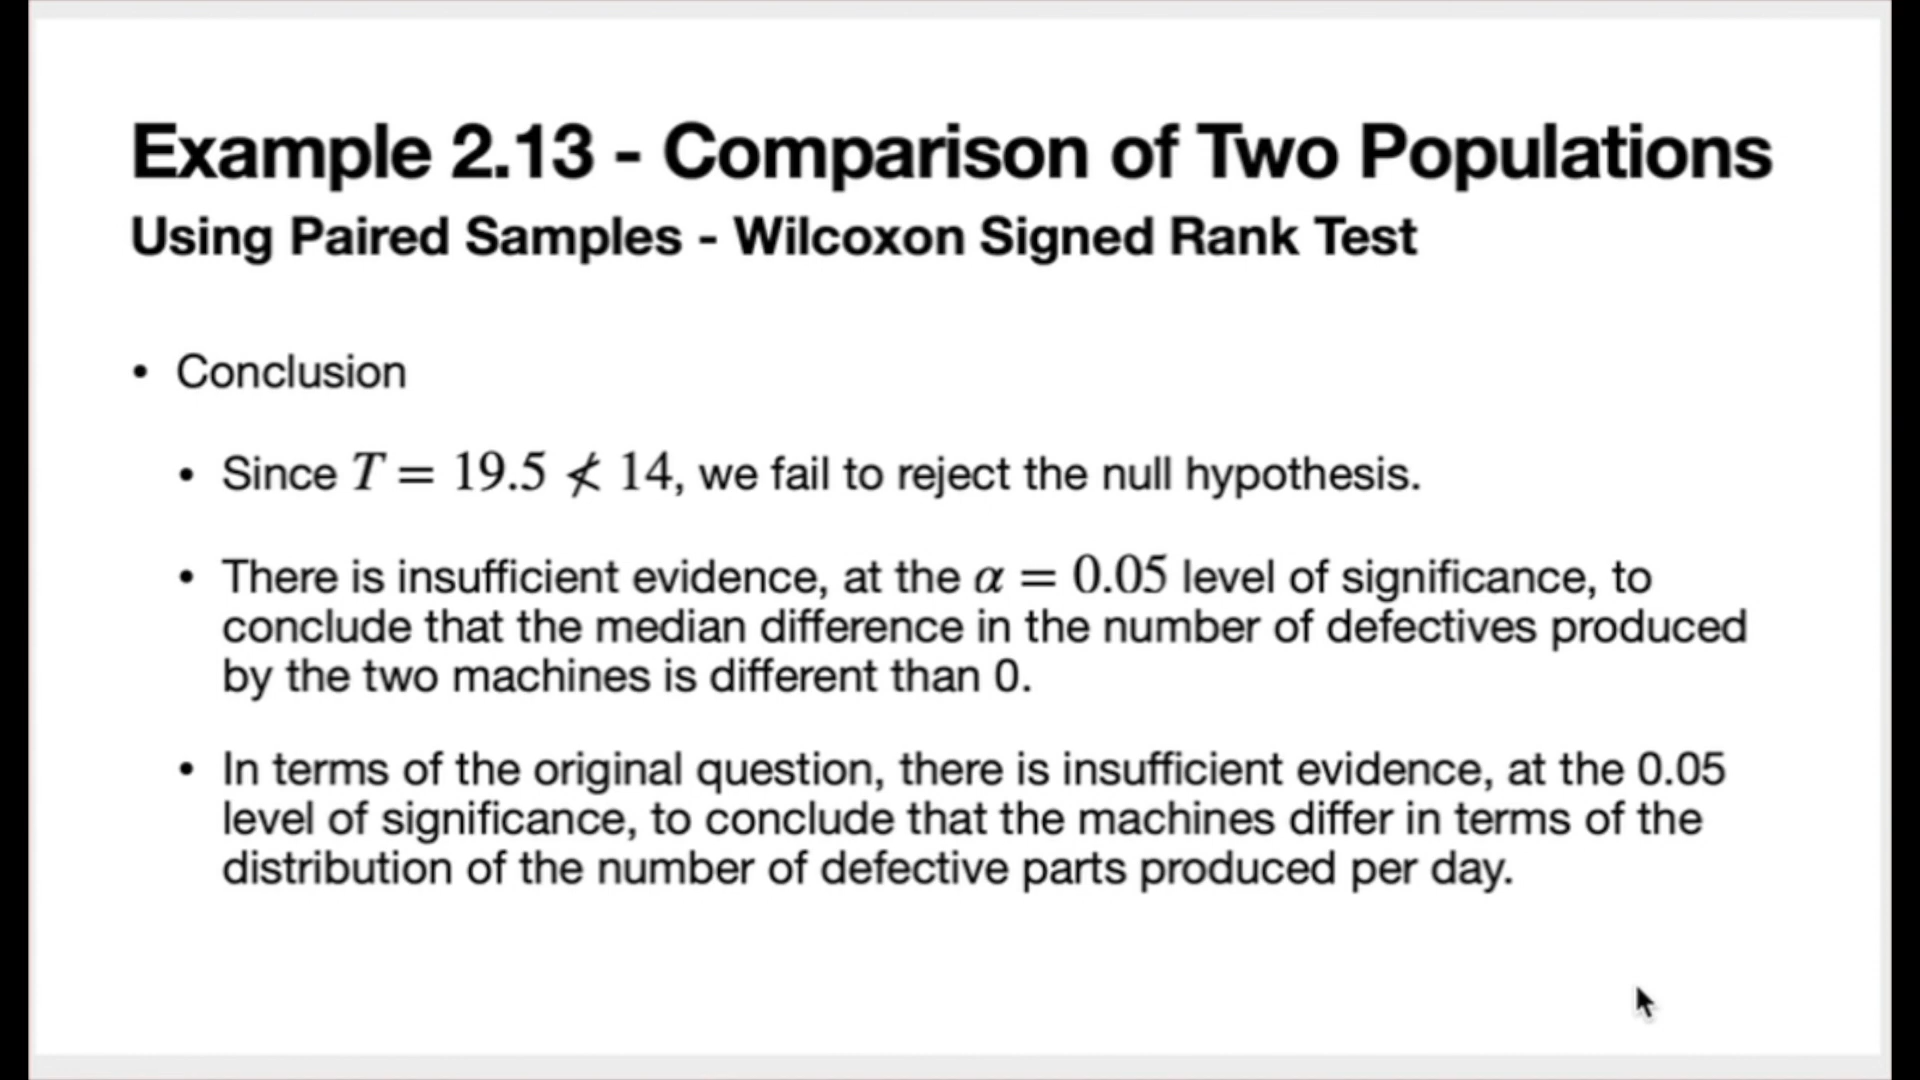 Example 2.13 - Comparison of Two Populations
Using Paired Samples - Wilcoxon Signed Rank Test
• Conclusion
• Since T = 19.5 ≮ 14, we fail to reject the null hypothesis.
• There is insufficient evidence, at the α = 0.05 level of significance, to
conclude that the median difference in the number of defectives produced
by the two machines is different than 0.
• In terms of the original question, there is insufficient evidence, at the 0.05
level of significance, to conclude that the machines differ in terms of the
distribution of the number of defective parts produced per day.